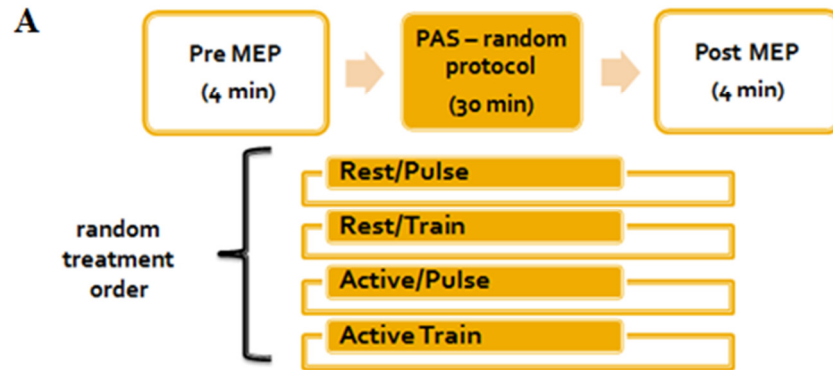 A
Pre MEP
(4 min)
PAS – random
protocol
(30 min)
Post MEP
(4 min)
random
treatment
order
Rest/Pulse
Rest/Train
Active/Pulse
Active Train